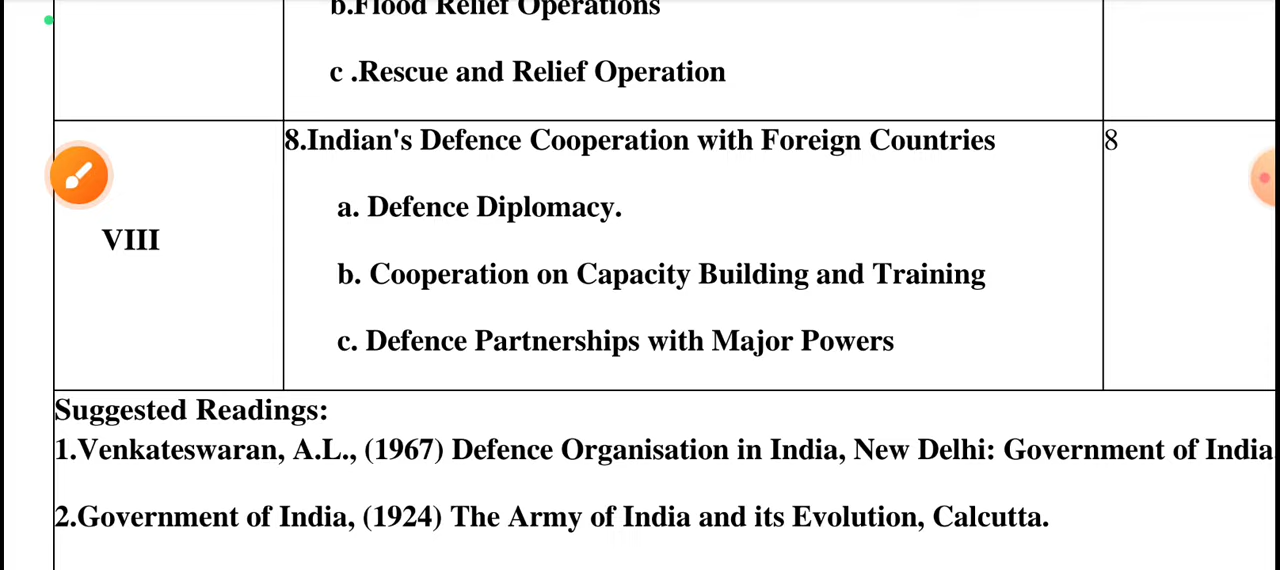 b.Flood Relief Operations
c .Rescue and Relief Operation
8.Indian's Defence Cooperation with Foreign Countries
8
a. Defence Diplomacy.
VIII
b. Cooperation on Capacity Building and Training
c. Defence Partnerships with Major Powers
Suggested Readings:
1.Venkateswaran, A.L., (1967) Defence Organisation in India, New Delhi: Government of India
2.Government of India, (1924) The Army of India and its Evolution, Calcutta.